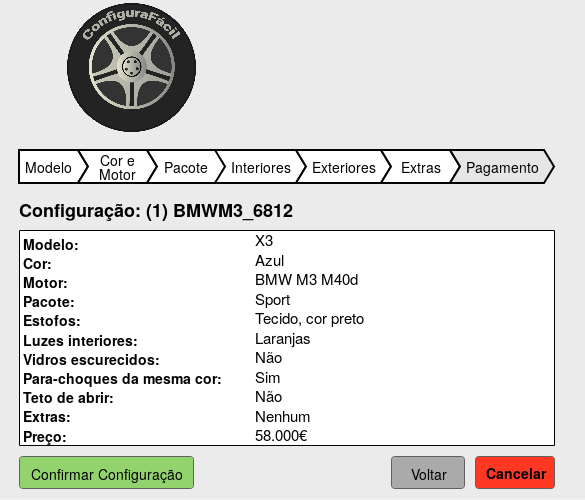 ConfiguraFácil
Modelo
Cor e
Motor
Pacote
Interiores
Exteriores
Extras
Pagamento
Configuração: (1) BMWM3_6812
Modelo: X3
Cor: Azul
Motor: BMW M3 M40d
Pacote: Sport
Estofos: Tecido, cor preto
Luzes interiores: Laranjas
Vidros escurecidos: Não
Para-choques da mesma cor: Sim
Teto de abrir: Não
Extras: Nenhum
Preço: 58.000€
Confirmar Configuração
Voltar
Cancelar